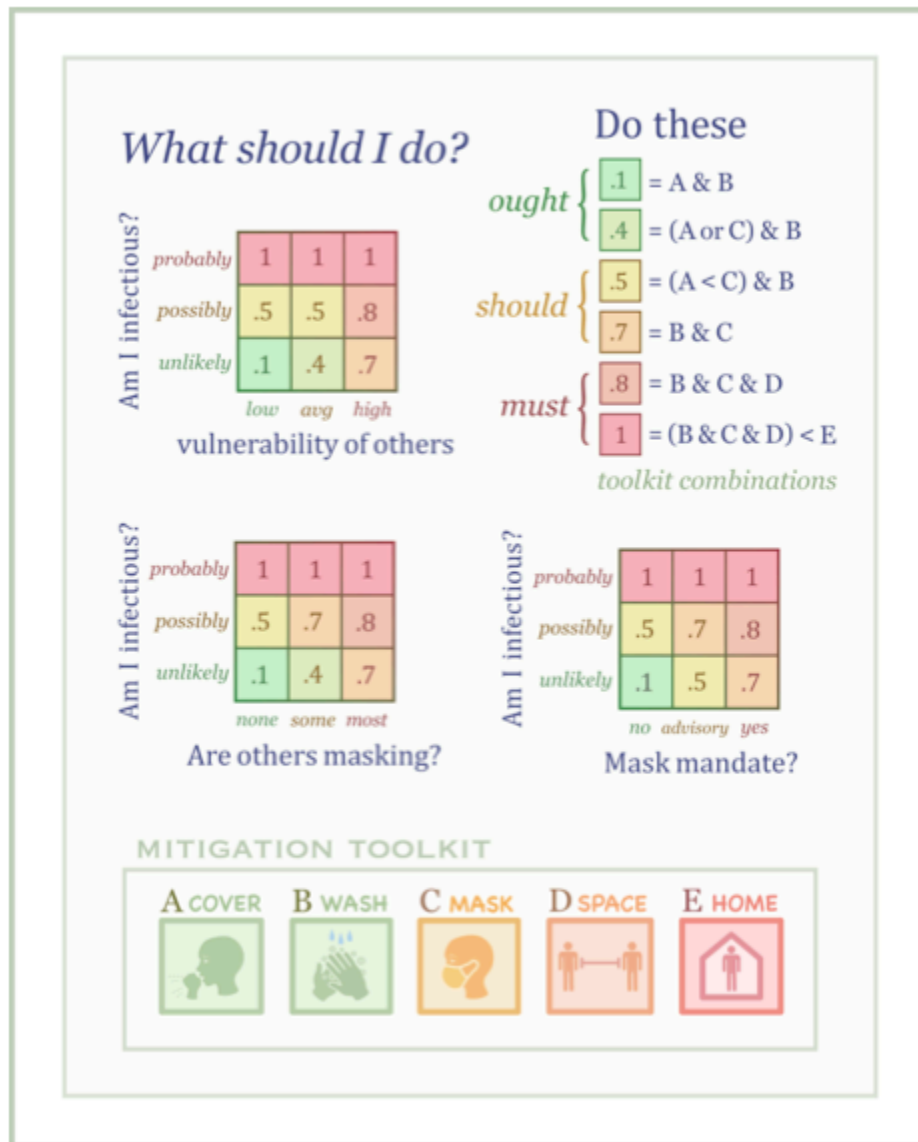 What should I do?
Do these
ought
.1 = A & B
.4 = (A or C) & B
should
.5 = (A < C) & B
.7 = B & C
must
.8 = B & C & D
1 = (B & C & D) < E
toolkit combinations
Am I infectious?
probably 1 1 1
possibly .5 .5 .8
unlikely .1 .4 .7
low avg high
vulnerability of others
Am I infectious?
probably 1 1 1
possibly .5 .7 .8
unlikely .1 .4 .7
none some most
Are others masking?
Am I infectious?
probably 1 1 1
possibly .5 .7 .8
unlikely .1 .5 .7
no advisory yes
Mask mandate?
MITIGATION TOOLKIT
A COVER
B WASH
C MASK
D SPACE
E HOME